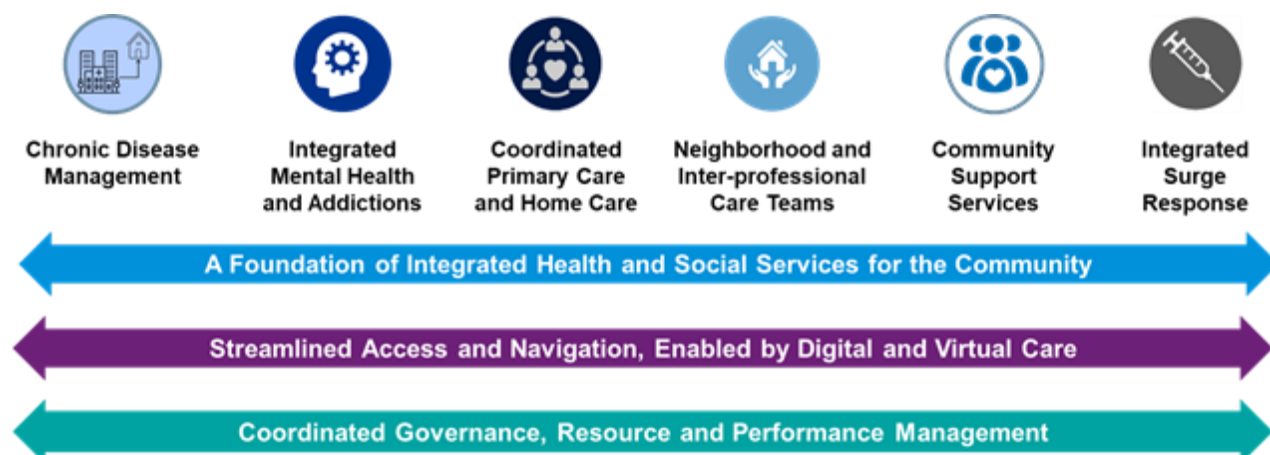 Chronic Disease
Management
Integrated
Mental Health
and Addictions
Coordinated
Primary Care
and Home Care
Neighborhood and
Inter-professional
Care Teams
Community
Support
Services
Integrated
Surge
Response
A Foundation of Integrated Health and Social Services for the Community
Streamlined Access and Navigation, Enabled by Digital and Virtual Care
Coordinated Governance, Resource and Performance Management